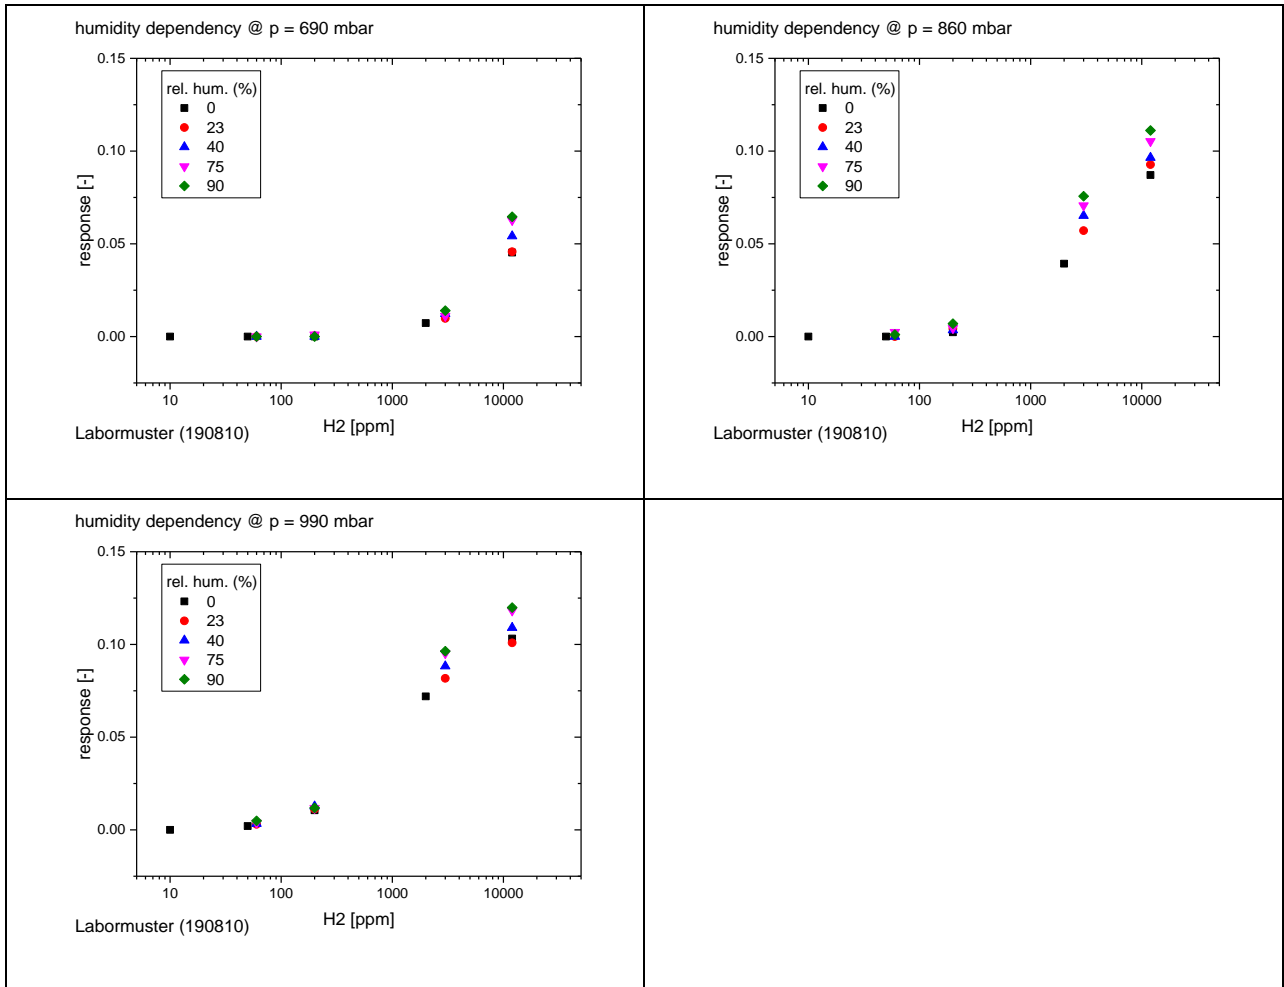 humidity dependency @ p = 690 mbar
0.15
rel. hum. (%)
0
23
0.10
40
75
90
response [-]
0.05
0.00
10 100 1000 10000
H2 [ppm]
Labormuster (190810)
humidity dependency @ p = 860 mbar
0.15
rel. hum. (%)
0
23
0.10
40
75
90
response [-]
0.05
0.00
10 100 1000 10000
H2 [ppm]
Labormuster (190810)
humidity dependency @ p = 990 mbar
0.15
rel. hum. (%)
0
23
0.10
40
75
90
response [-]
0.05
0.00
10 100 1000 10000
H2 [ppm]
Labormuster (190810)